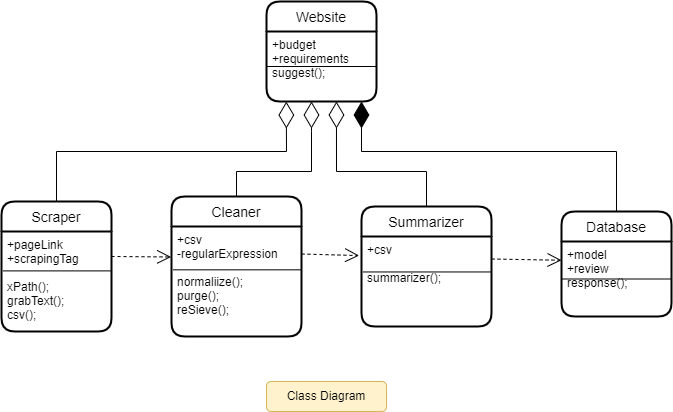 Website
+budget
+requirements
suggest();
Scraper
+pageLink
+scrapingTag
xPath();
grabText();
csv();
Cleaner
+csv
-regularExpression
normaliize();
purge();
reSieve();
Summarizer
+csv
summarizer();
Database
+model
+review
response();
Class Diagram